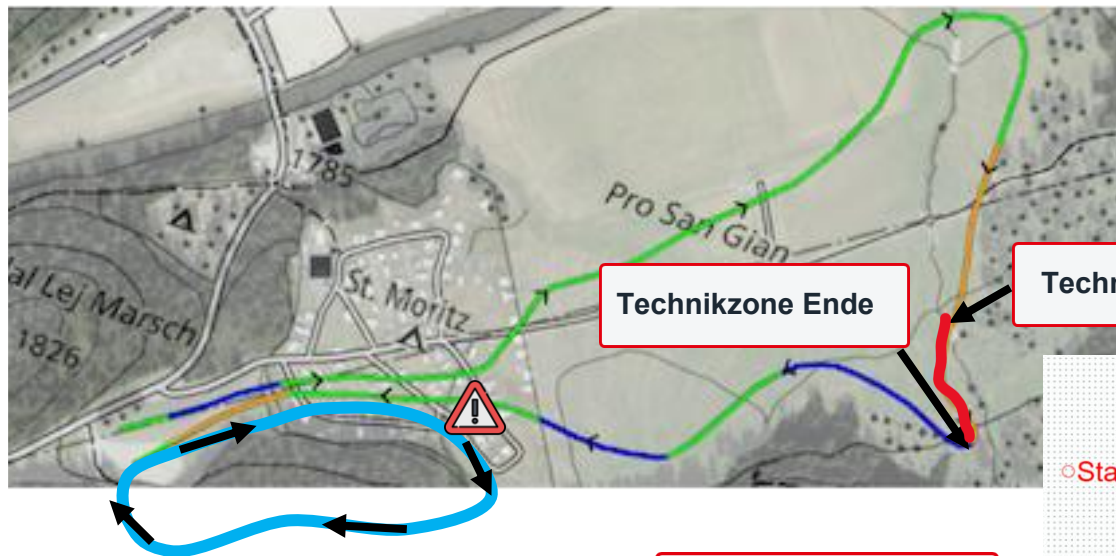 1785
Pro San Gian
Technikzone Ende
Techn
al Lej Marsch
St. Moritz
1826
Sta